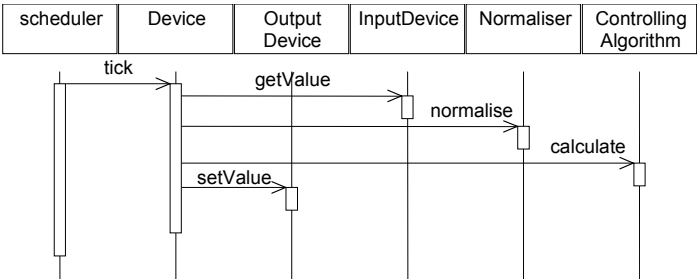 scheduler
Device
Output
Device
InputDevice
Normaliser
Controlling
Algorithm
tick
getValue
normalise
calculate
setValue